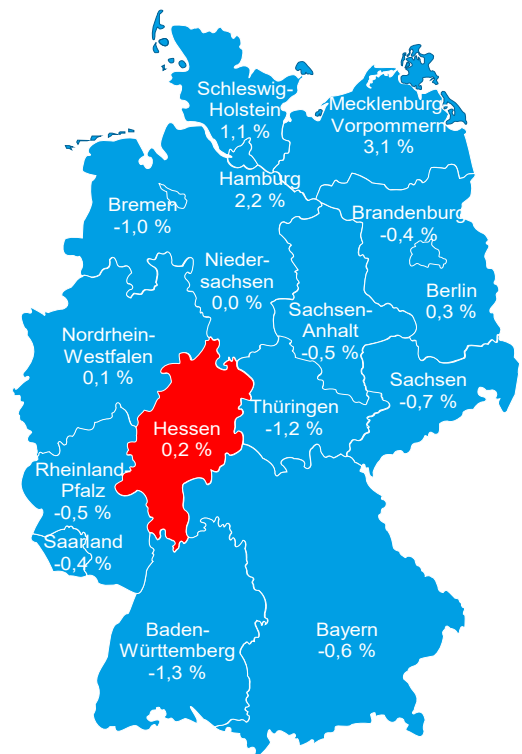 Schleswig-
Holstein
1,1 %
Mecklenburg-
Vorpommern
3,1 %
Hamburg
2,2 %
Bremen
-1,0 %
Brandenburg
-0,4 %
Nieder-
sachsen
0,0 %
Berlin
0,3 %
Sachsen-
Anhalt
-0,5 %
Nordrhein-
Westfalen
0,1 %
Sachsen
-0,7 %
Thüringen
-1,2 %
Hessen
0,2 %
Rheinland-
Pfalz
-0,5 %
Saarland
-0,4 %
Baden-
Württemberg
-1,3 %
Bayern
-0,6 %